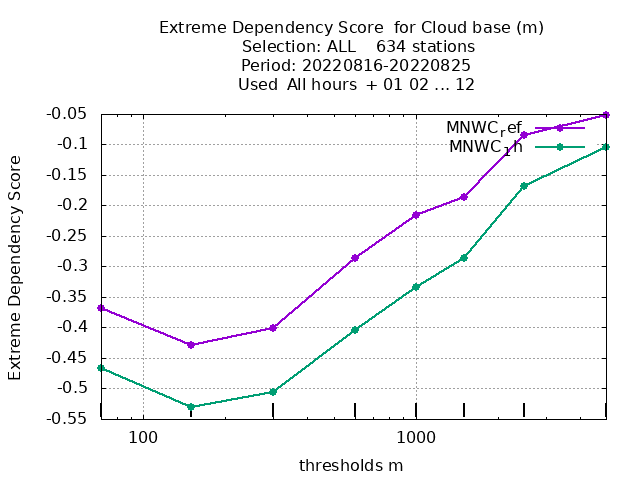 Extreme Dependency Score  for Cloud base (m)
Selection: ALL    634 stations
Period: 20220816-20220825
Used  All hours  + 01 02 ... 12
Extreme Dependency Score
-0.05
-0.1
-0.15
-0.2
-0.25
-0.3
-0.35
-0.4
-0.45
-0.5
-0.55
MNWC_ref
MNWC_1h
100
1000
thresholds m